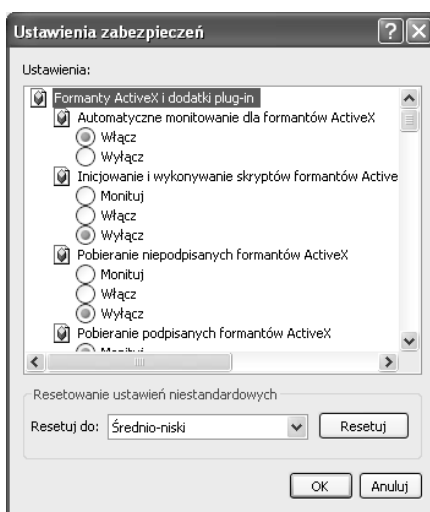 Ustawienia zabezpieczeń
Ustawienia:
Formanty ActiveX i dodatki plug-in
Automatyczne monitowanie dla formantów ActiveX
Włącz
Wyłącz
Inicjowanie i wykonywanie skryptów formantów Active
Monituj
Włącz
Wyłącz
Pobieranie niepodpisanych formantów ActiveX
Monituj
Włącz
Wyłącz
Pobieranie podpisanych formantów ActiveX
Monituj
Resetowanie ustawień niestandardowych
Resetuj do: Średnio-niski Resetuj
OK Anuluj